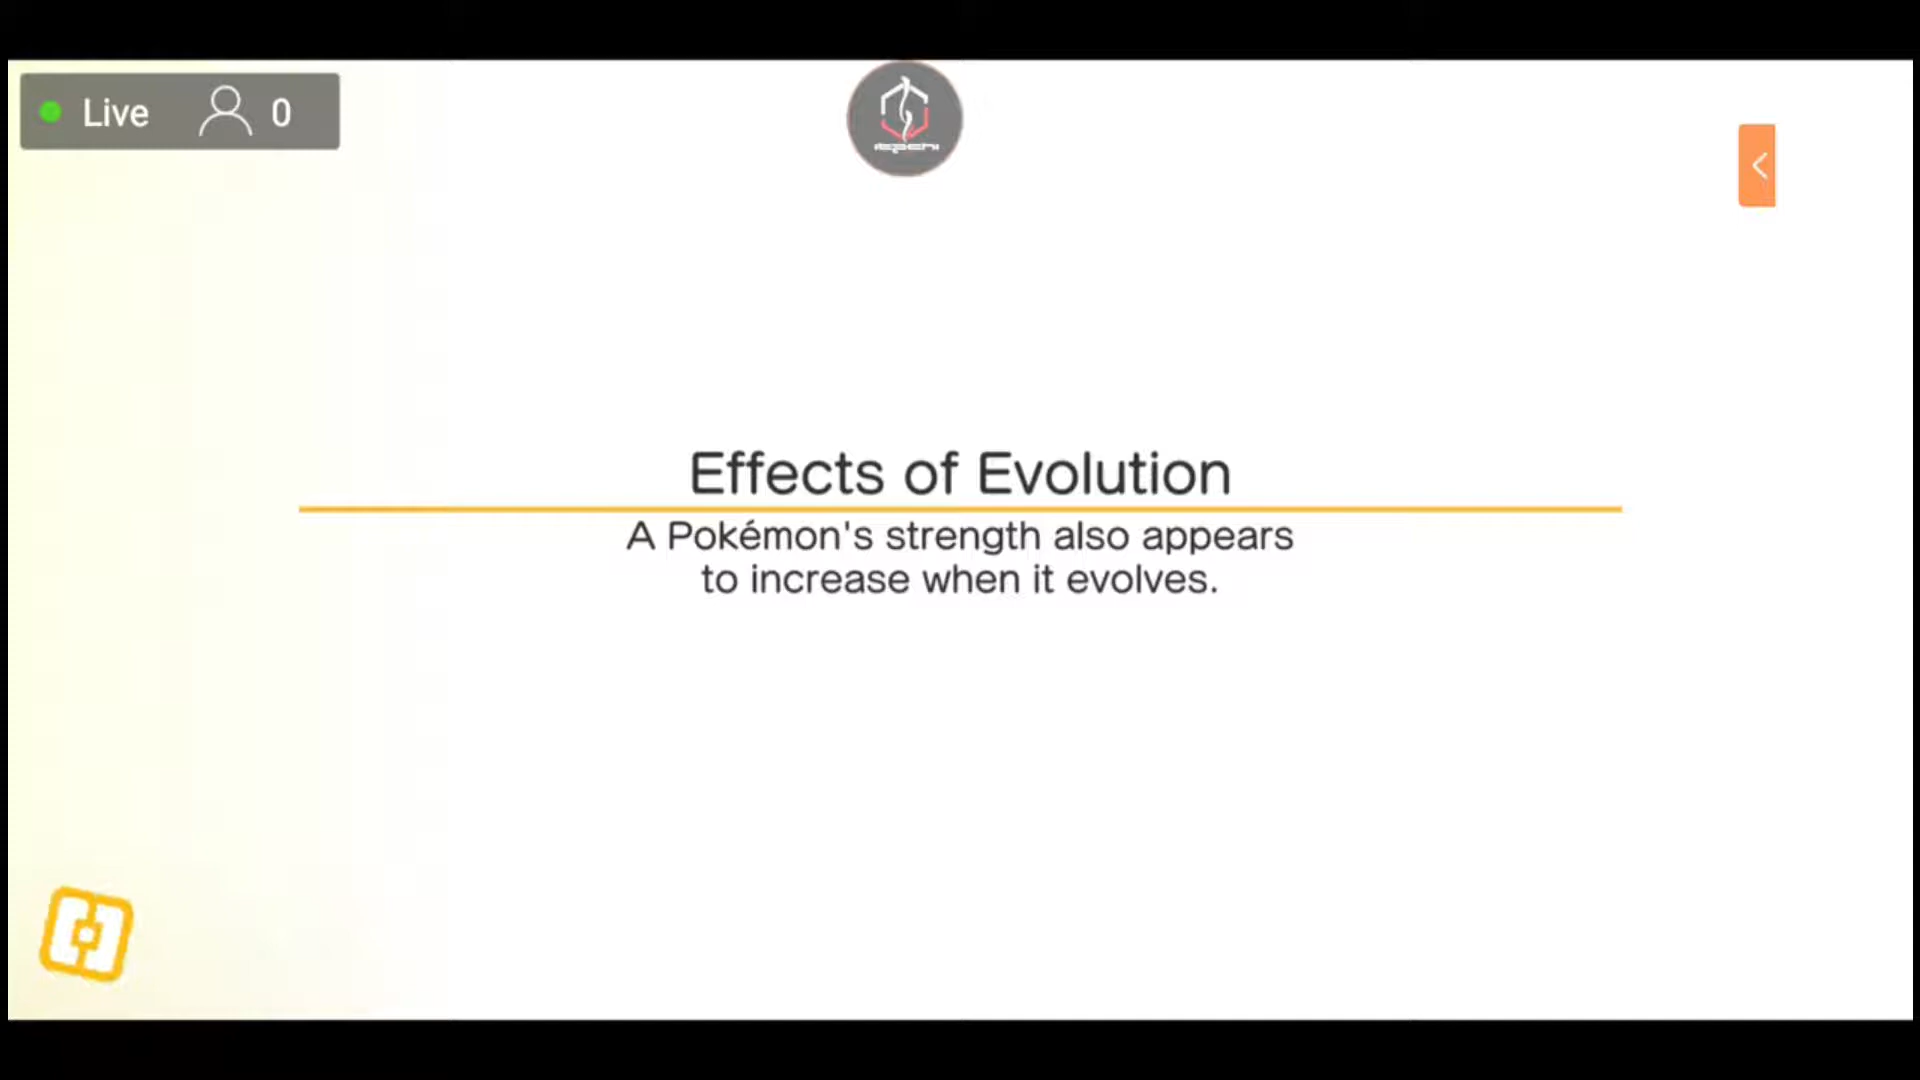 Live 0
Effects of Evolution
A Pokémon's strength also appears
to increase when it evolves.